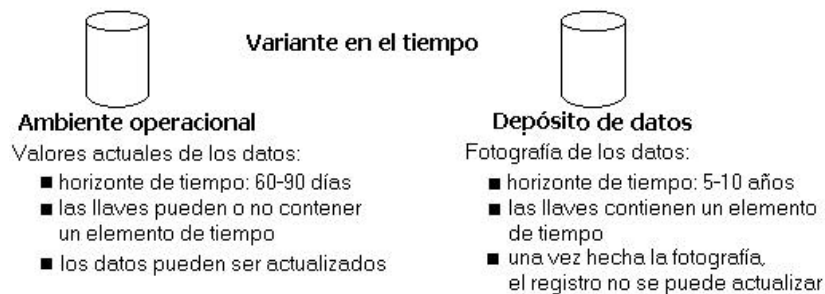 Variante en el tiempo
Ambiente operacional
Valores actuales de los datos:
■ horizonte de tiempo: 60-90 días
■ las llaves pueden o no contener
un elemento de tiempo
■ los datos pueden ser actualizados
Depósito de datos
Fotografía de los datos:
■ horizonte de tiempo: 5-10 años
■ las llaves contienen un elemento
de tiempo
■ una vez hecha la fotografía,
el registro no se puede actualizar